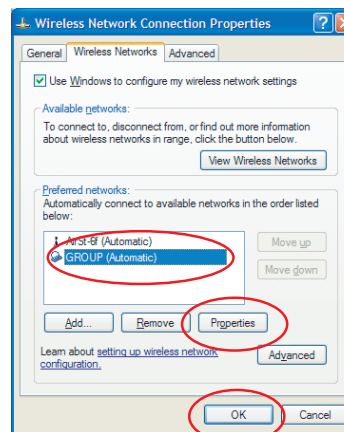 Wireless Network Connection Properties
General Wireless Networks Advanced
Use Windows to configure my wireless network settings
Available networks:
To connect to, disconnect from, or find out more information
about wireless networks in range, click the button below.
View Wireless Networks
Preferred networks:
Automatically connect to available networks in the order listed
below:
AirSt-6f (Automatic)
GROUP (Automatic)
Move up
Move down
Add... Remove Properties
Learn about setting up wireless network
configuration.
Advanced
OK Cancel